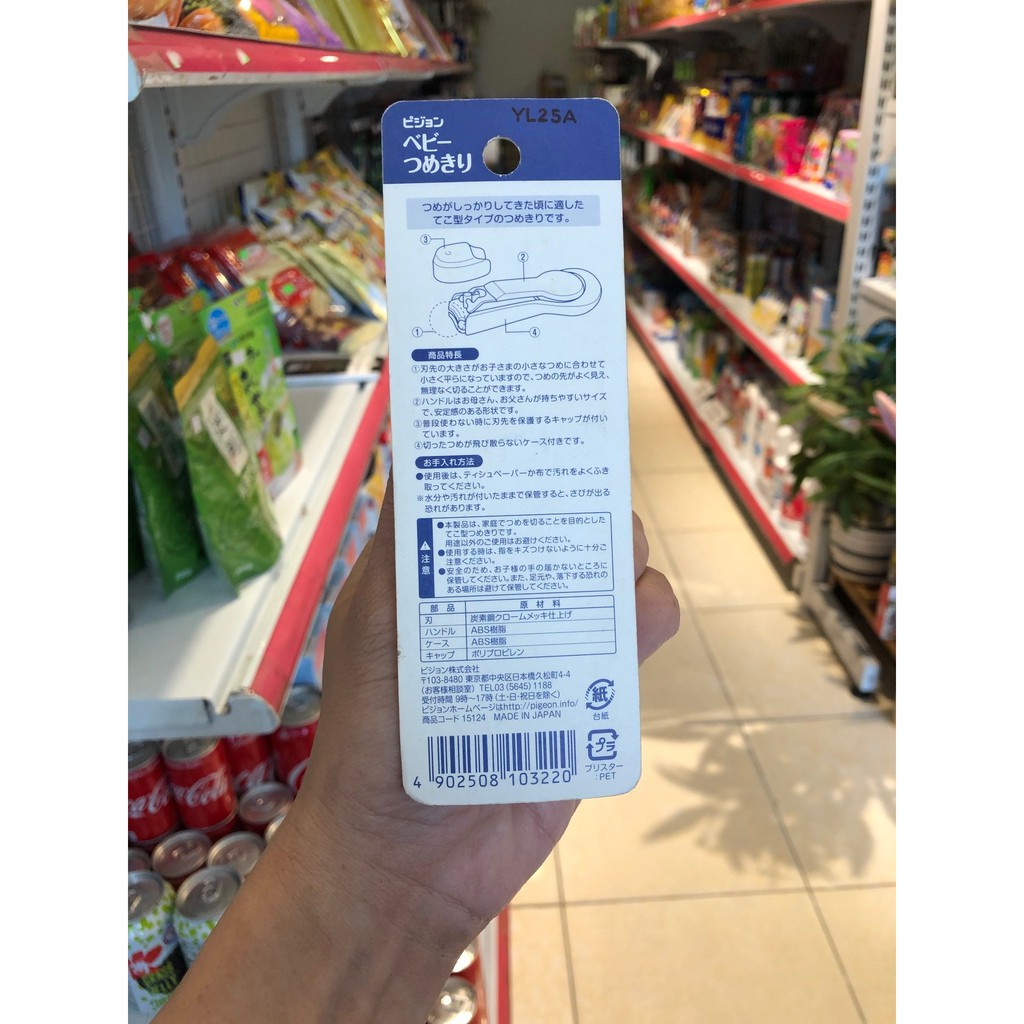 YL25A
ピジョン
ベビー
つめきり
つめがしっかりしてきた頃に適した
てこ型タイプのつめきりです。
③
②
①
④
商品特長
①刃先の大きさがお子さまの小さなつめに合わせて
小さく平らになっていますので、つめの先がよく見え、
無理なく切ることができます。
②ハンドルはお母さん、お父さんが持ちやすいサイズ
で、安定感のある形状です。
③普段使わない時に刃先を保護するキャップが付い
ています。
④切ったつめが飛び散らないケース付きです。
お手入れ方法
●使用後は、ティシュペーパーか布で汚れをよくふき
取ってください。
※水分や汚れが付いたままで保管すると、さびが出る
恐れがあります。
注意
●本製品は、家庭でつめを切ることを目的とした
てこ型つめきりです。
用途以外のご使用はお避けください。
●使用する時は、指をキズつけないように十分ご
注意ください。
●安全のため、お子様の手の届かないところに
保管してください。また、足元や、落下する恐れの
ある場所は避けて保管してください。
部品 原材料
刃 炭素鋼クロームメッキ仕上げ
ハンドル ABS樹脂
ケース ABS樹脂
キャップ ポリプロピレン
ピジョン株式会社
〒103-8480 東京都中央区日本橋久松町4-4
(お客様相談室) TEL03(5645)1188
受付時間 9時〜17時(土・日・祝日を除く)
ピジョンホームページはhttp://pigeon.info/
商品コード 15124 MADE IN JAPAN
紙
台紙
プラ
ブリスター
:PET
4 902508 103220
Coca-Cola